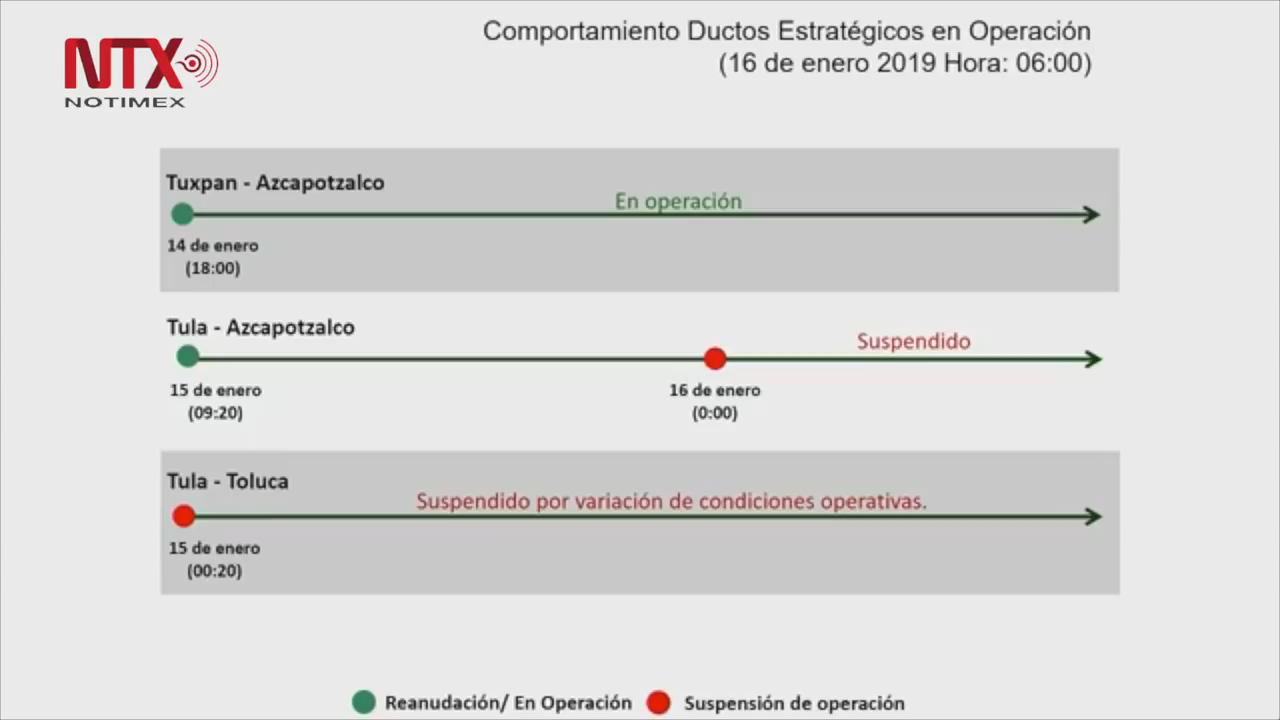 NTX
NOTIMEX
Comportamiento Ductos Estratégicos en Operación
(16 de enero 2019 Hora: 06:00)
Tuxpan - Azcapotzalco
En operación
14 de enero
(18:00)
Tula - Azcapotzalco
Suspendido
15 de enero
(09:20)
16 de enero
(0:00)
Tula - Toluca
Suspendido por variación de condiciones operativas.
15 de enero
(00:20)
Reanudación/ En Operación
Suspensión de operación